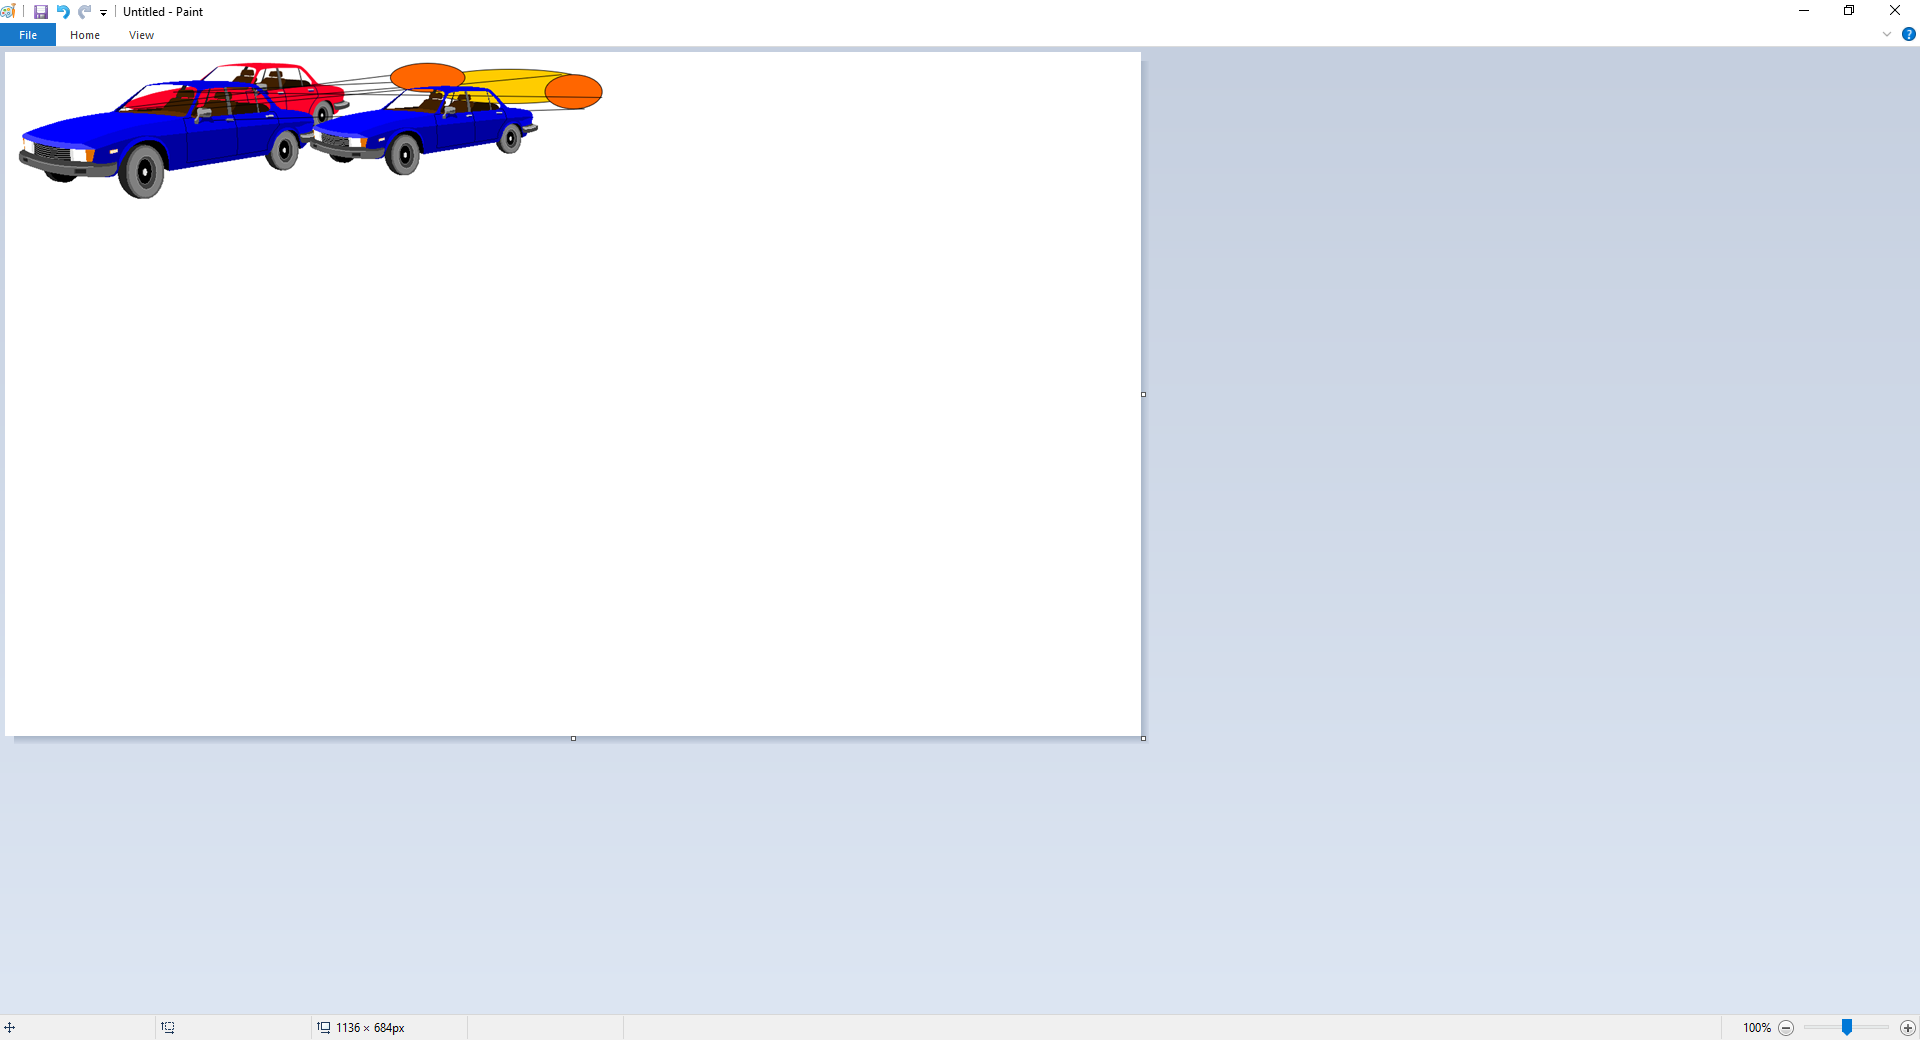 Untitled - Paint
File Home View
1136 × 684px
100%